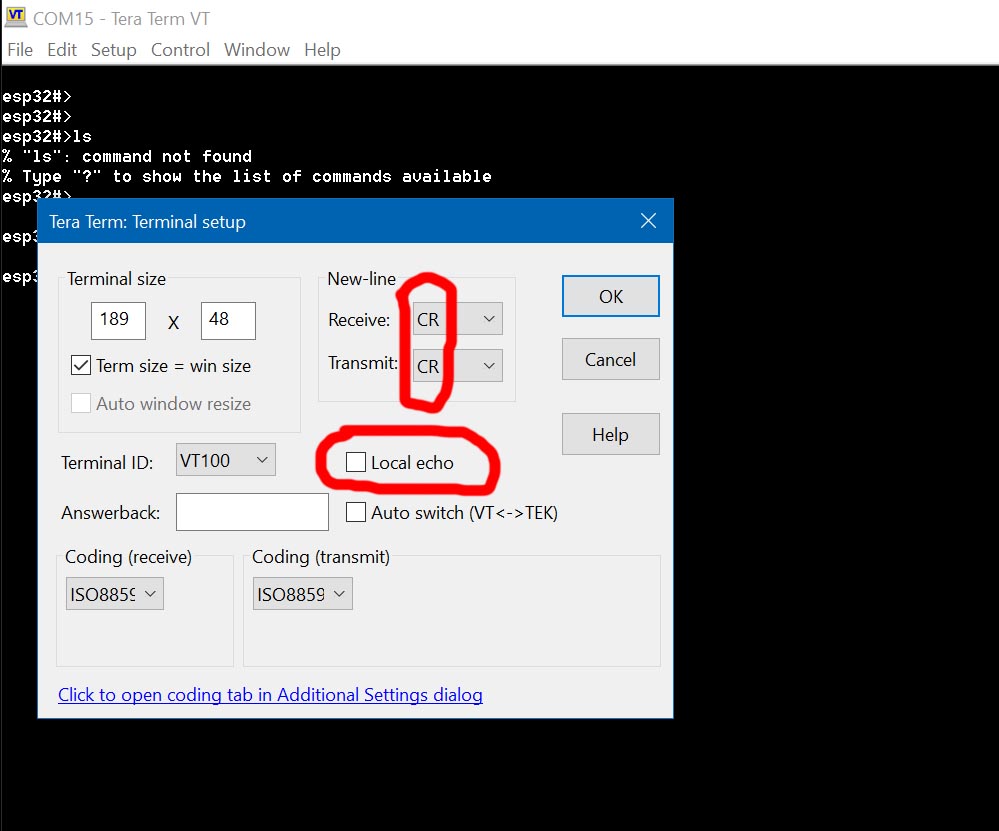 VT COM15 - Tera Term VT
File Edit Setup Control Window Help
esp32#>
esp32#>
esp32#>ls
% "ls": command not found
% Type "?" to show the list of commands available
esp32#>
esp3
esp3
Tera Term: Terminal setup
Terminal size
189 X 48
Term size = win size
Auto window resize
New-line
Receive: CR
Transmit: CR
OK
Cancel
Help
Terminal ID: VT100
Local echo
Answerback:
Auto switch (VT<->TEK)
Coding (receive)
ISO8859
Coding (transmit)
ISO8859
Click to open coding tab in Additional Settings dialog